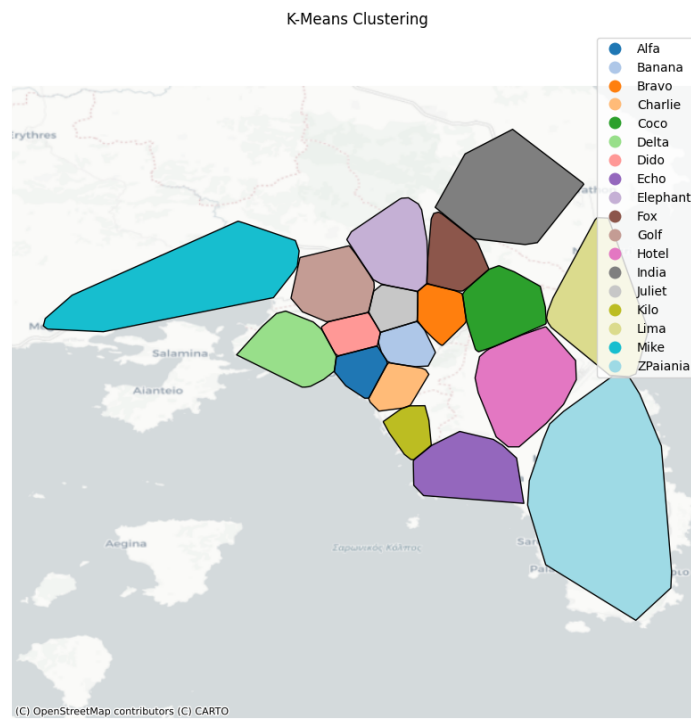 K-Means Clustering
Alfa
Banana
Bravo
Charlie
Coco
Delta
Dido
Echo
Elephant
Fox
Golf
Hotel
India
Juliet
Kilo
Lima
Mike
ZPaiania
Salamina
Aianteio
Aegina
Σαρωνικός Κόλπος
(C) OpenStreetMap contributors (C) CARTO